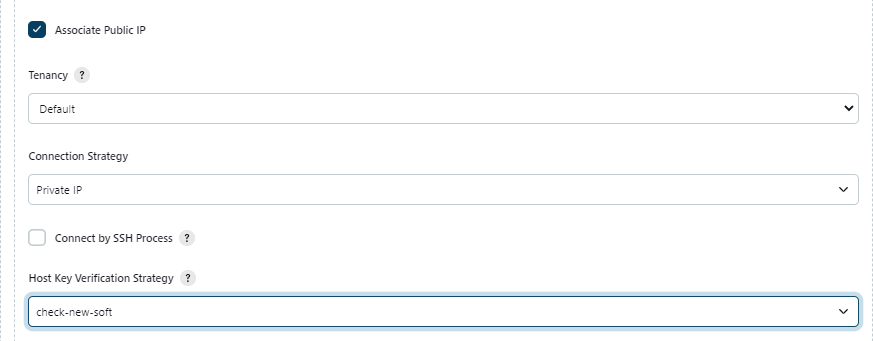 Associate Public IP
Tenancy ?
Default
Connection Strategy
Private IP
Connect by SSH Process ?
Host Key Verification Strategy ?
check-new-soft